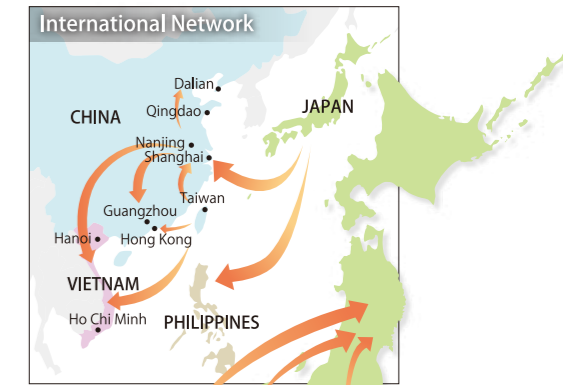 International Network
Dalian
Qingdao
CHINA
JAPAN
Nanjing
Shanghai
Taiwan
Guangzhou
Hanoi
Hong Kong
VIETNAM
Ho Chi Minh
PHILIPPINES